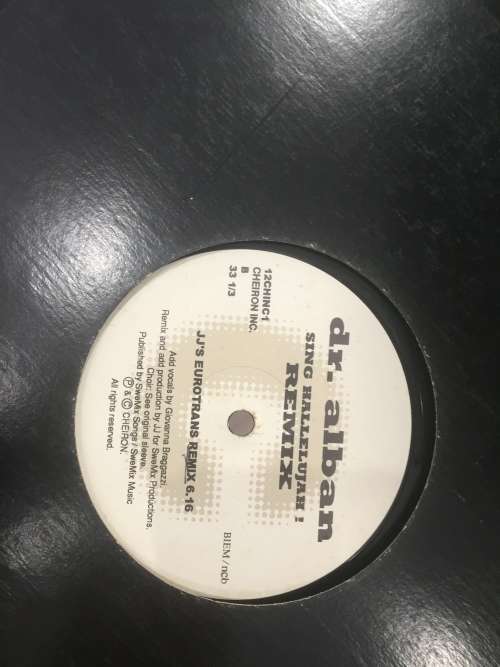 dr. alban
SING HALLELUJAH !
REMIX
12CHINC1
CHEIRON INC.
B
33 1/3
JJ'S EUROTRANS REMIX 6.16
BIEM / ncb
Add vocals by Giovanna Braggazzi.
Remix and add production by JJ for SweMix Productions.
Choir: See original sleeve.
Published by SweMix Songs / SweMix Music
Ⓟ & © CHEIRON.
All rights reserved.